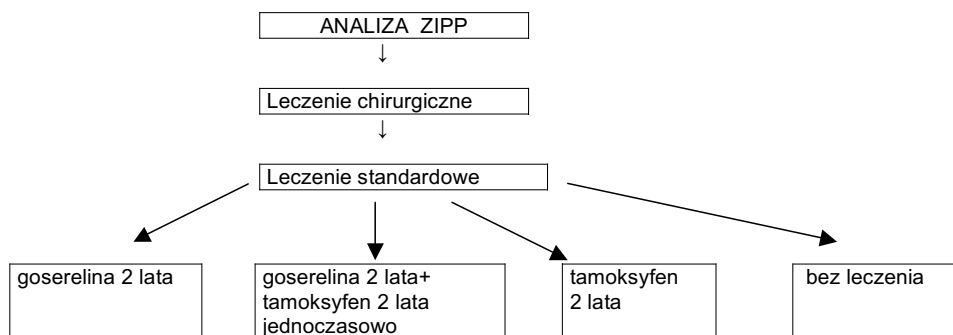 ANALIZA ZIPP
↓
Leczenie chirurgiczne
↓
Leczenie standardowe
goserelina 2 lata
goserelina 2 lata+
tamoksyfen 2 lata
jednoczasowo
tamoksyfen
2 lata
bez leczenia